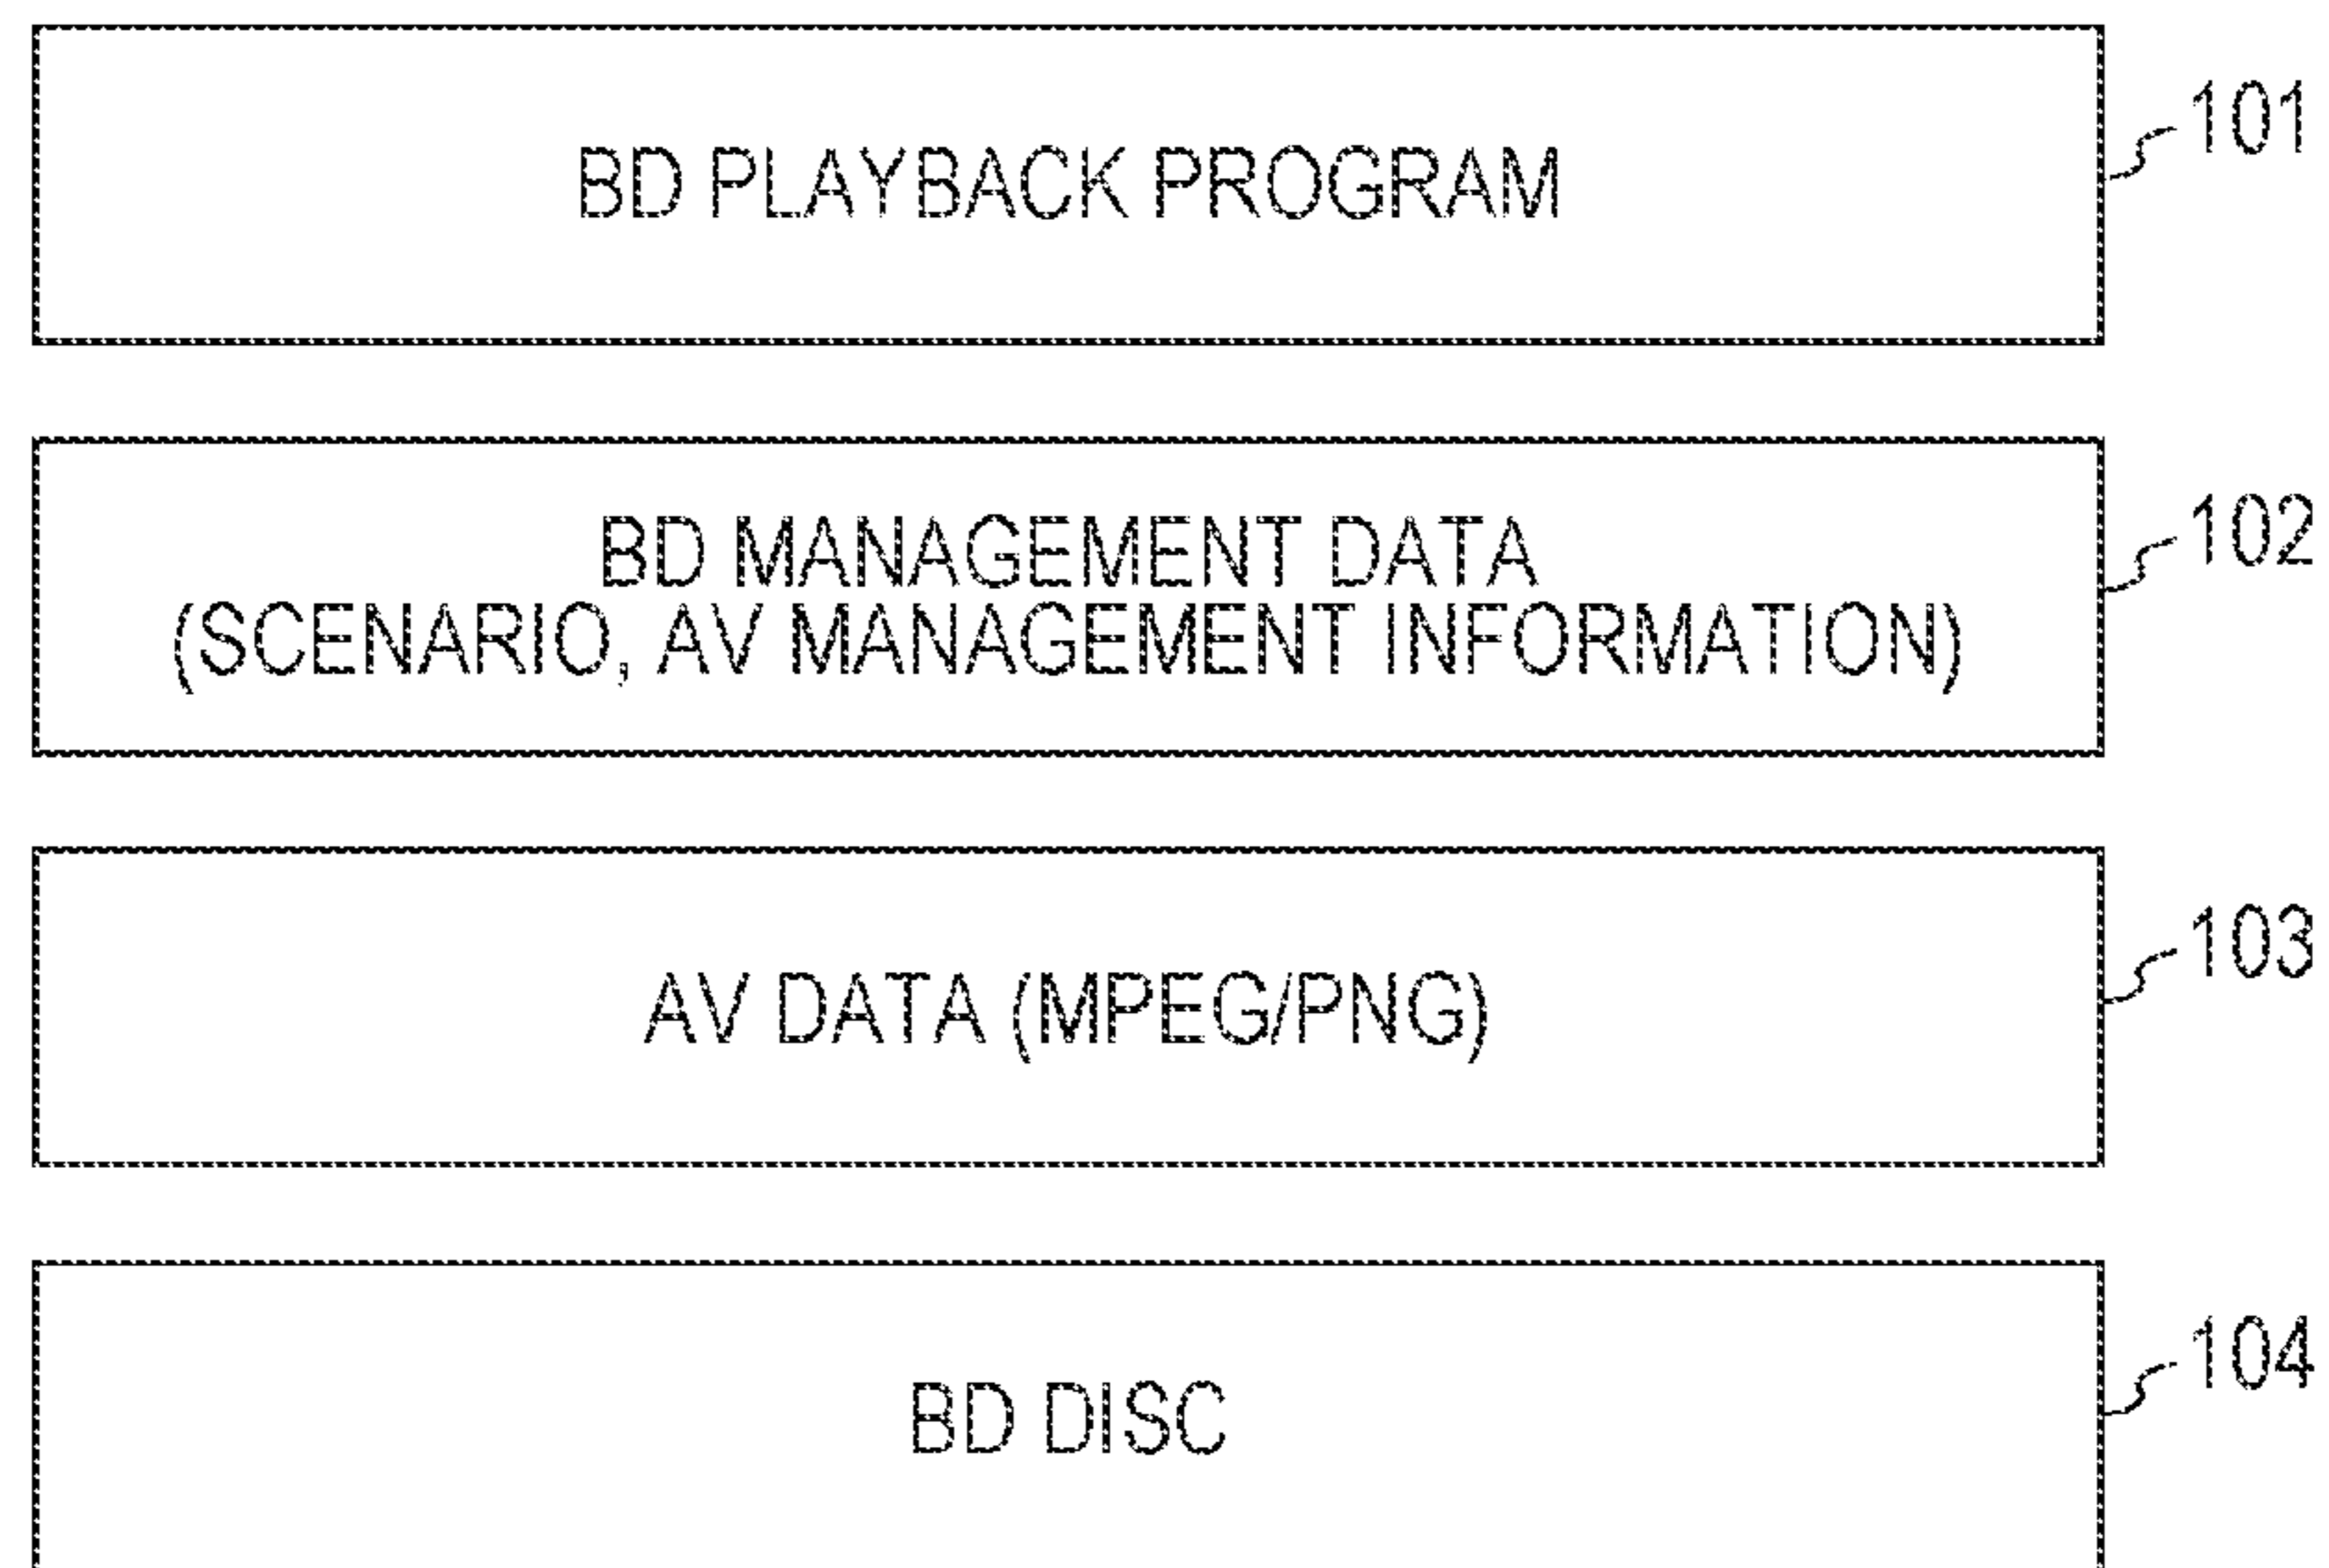 BD PLAYBACK PROGRAM
101
BD MANAGEMENT DATA
(SCENARIO, AV MANAGEMENT INFORMATION)
102
AV DATA (MPEG/PNG)
103
BD DISC
104